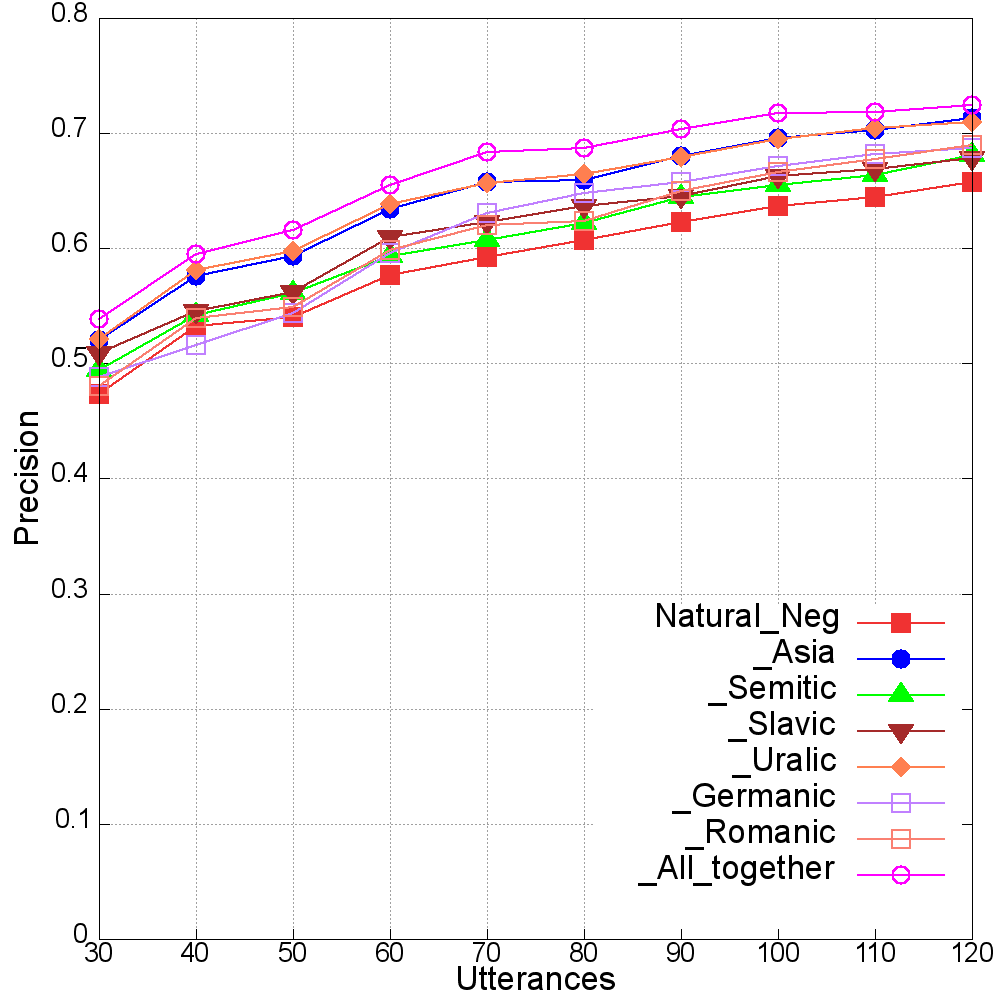 0.8
0.7
0.6
0.5
0.4
0.3
0.2
0.1
0
Precision
Natural_Neg
_Asia
_Semitic
_Slavic
_Uralic
_Germanic
_Romanic
_All_together
30 40 50 60 70 80 90 100 110 120
Utterances